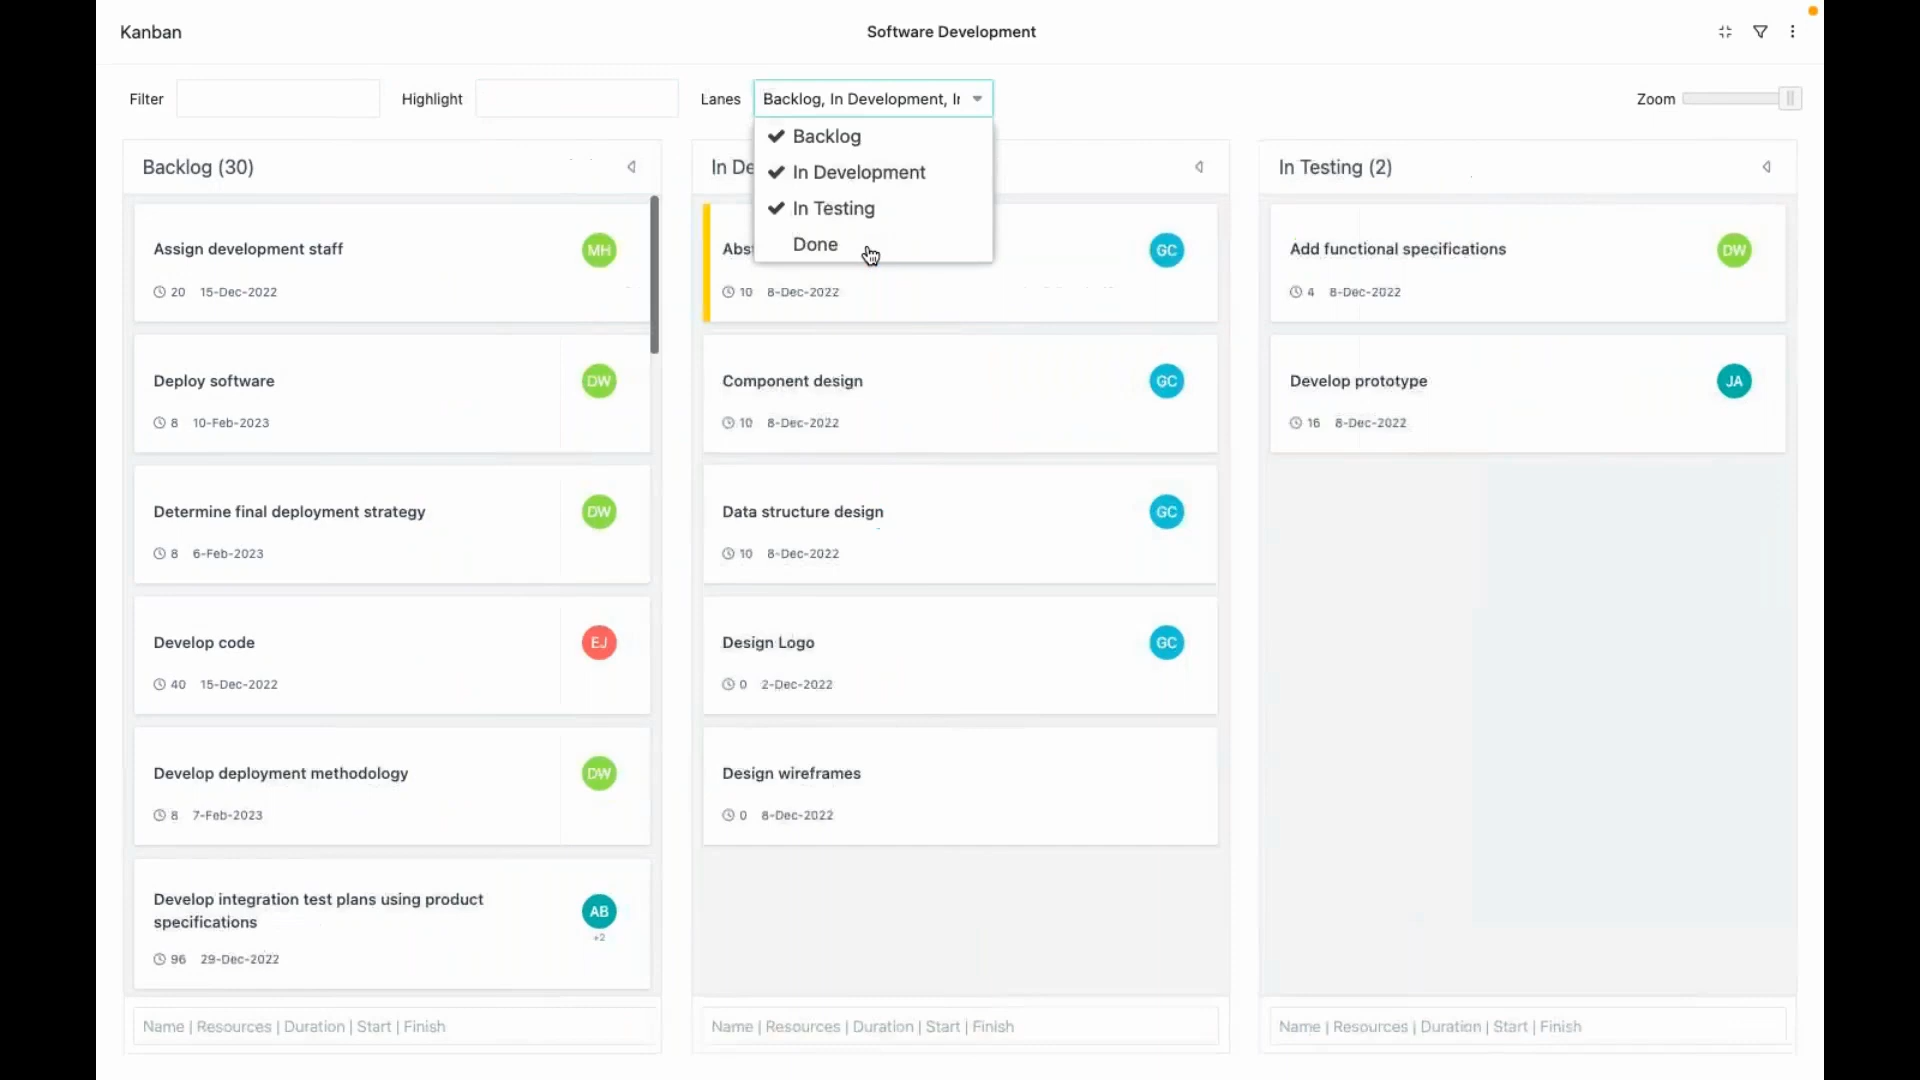 Kanban
Software Development
Filter
Highlight
Lanes
Backlog, In Development, Ir
Zoom
Backlog
In Development
In Testing
Done
Backlog (30)
Assign development staff
MH
20 15-Dec-2022
Deploy software
DW
8 10-Feb-2023
Determine final deployment strategy
DW
8 6-Feb-2023
Develop code
EJ
40 15-Dec-2022
Develop deployment methodology
DW
8 7-Feb-2023
Develop integration test plans using product
specifications
AB
+2
96 29-Dec-2022
Name | Resources | Duration | Start | Finish
In De
Abs
GC
10 8-Dec-2022
Component design
GC
10 8-Dec-2022
Data structure design
GC
10 8-Dec-2022
Design Logo
GC
0 2-Dec-2022
Design wireframes
0 8-Dec-2022
Name | Resources | Duration | Start | Finish
In Testing (2)
Add functional specifications
DW
4 8-Dec-2022
Develop prototype
JA
16 8-Dec-2022
Name | Resources | Duration | Start | Finish